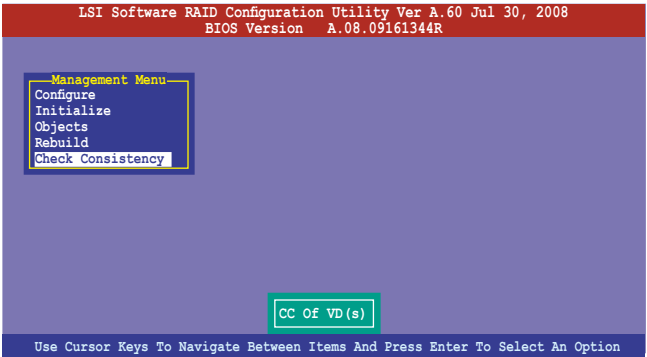 LSI Software RAID Configuration Utility Ver A.60 Jul 30, 2008
BIOS Version A.08.09161344R
Management Menu
Configure
Initialize
Objects
Rebuild
Check Consistency
CC Of VD(s)
Use Cursor Keys To Navigate Between Items And Press Enter To Select An Option